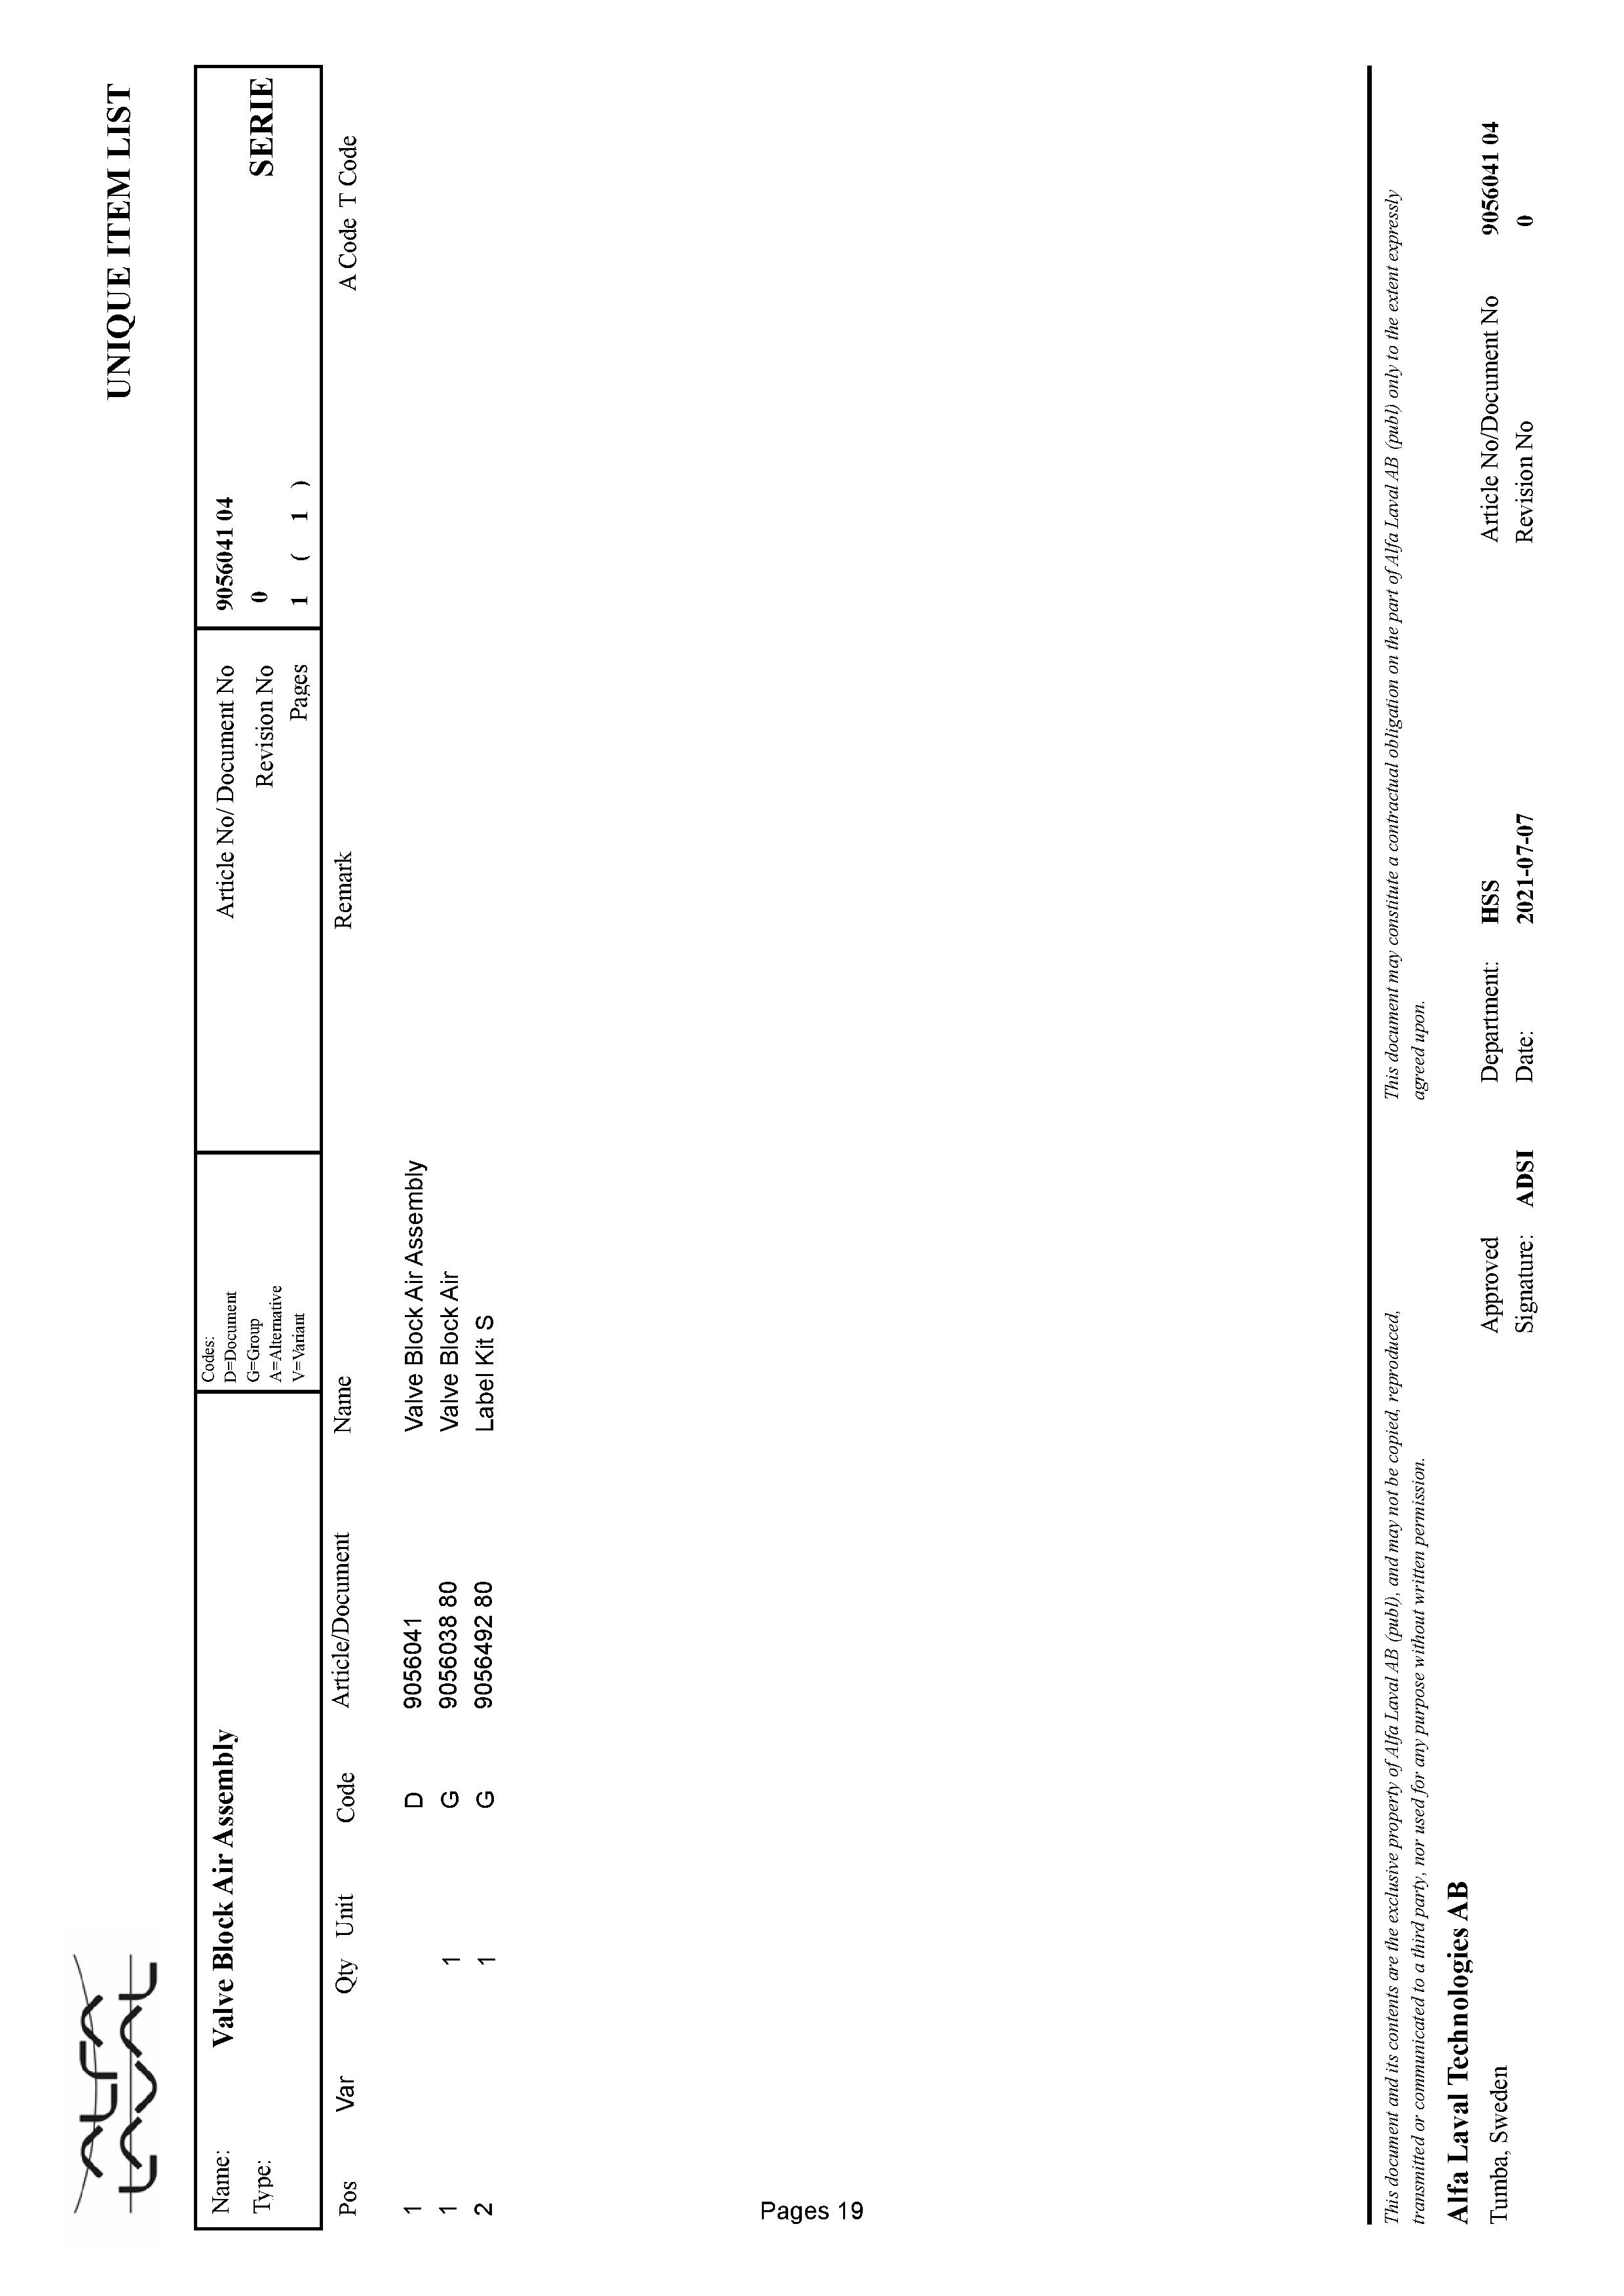 UNIQUE ITEM LIST
Name: Valve Block Air Assembly
Type:
Codes:
D=Document
G=Group
A=Alternative
V=Variant
Article No/ Document No 9056041 04
Revision No 0 SERIE
Pages 1 ( 1 )
Pos Var Qty Unit Code Article/Document Name Remark A Code T Code
1 D 9056041 Valve Block Air Assembly
1 1 G 9056038 80 Valve Block Air
2 1 G 9056492 80 Label Kit S
This document and its contents are the exclusive property of Alfa Laval AB (publ), and may not be copied, reproduced,
transmitted or communicated to a third party, nor used for any purpose without written permission.
This document may constitute a contractual obligation on the part of Alfa Laval AB (publ) only to the extent expressly
agreed upon.
Alfa Laval Technologies AB
Tumba, Sweden
Approved Department: HSS Article No/Document No 9056041 04
Signature: ADSI Date: 2021-07-07 Revision No 0
Pages 19